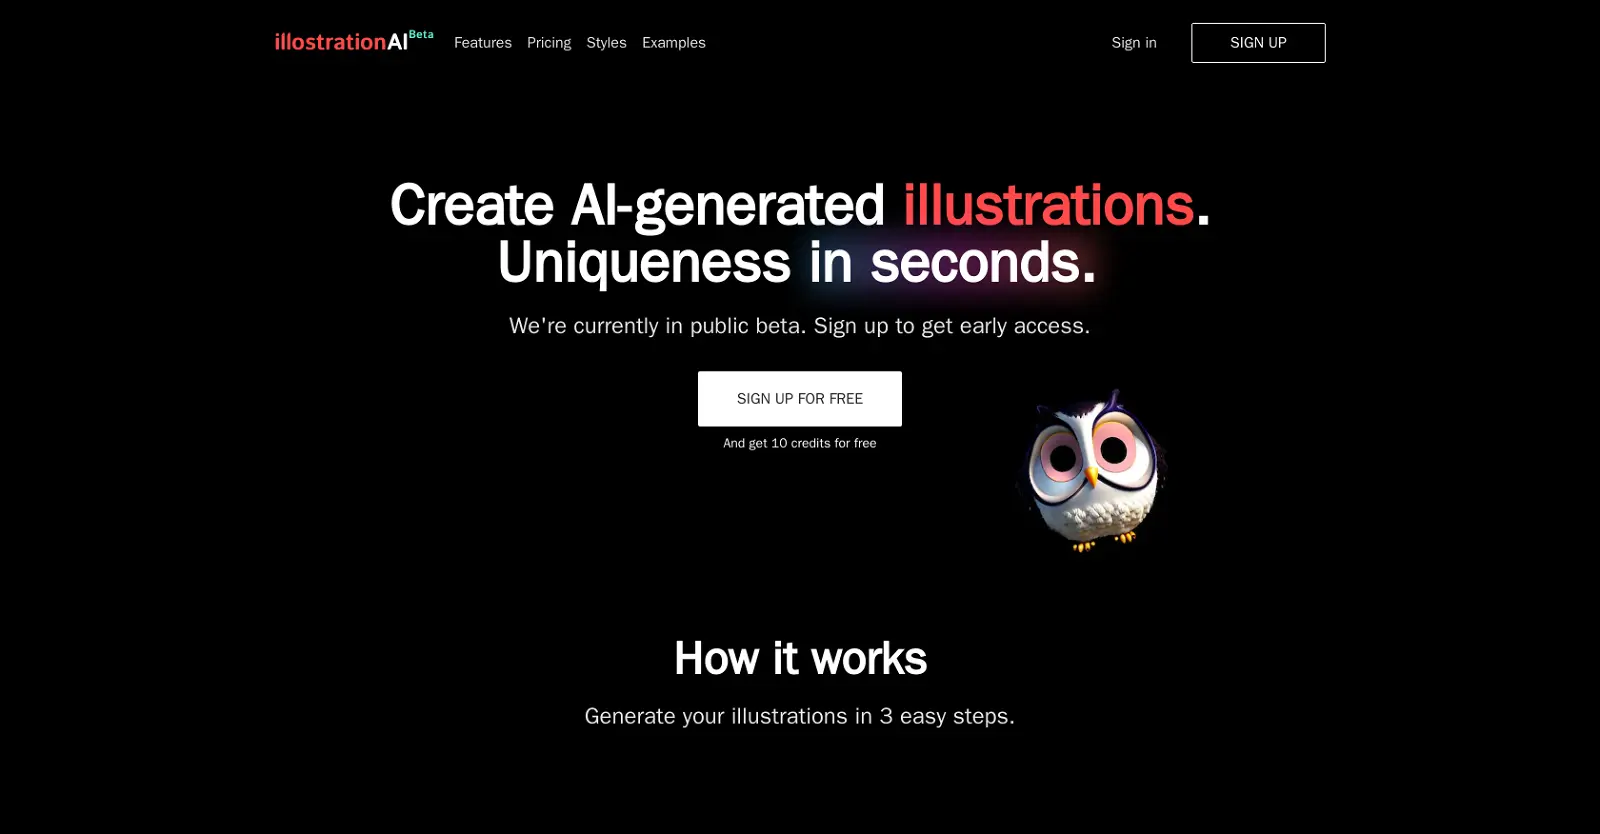 illostrationAI Beta Features Pricing Styles Examples Sign in SIGN UP
Create AI-generated illustrations.
Uniqueness in seconds.
We're currently in public beta. Sign up to get early access.
SIGN UP FOR FREE
And get 10 credits for free
How it works
Generate your illustrations in 3 easy steps.